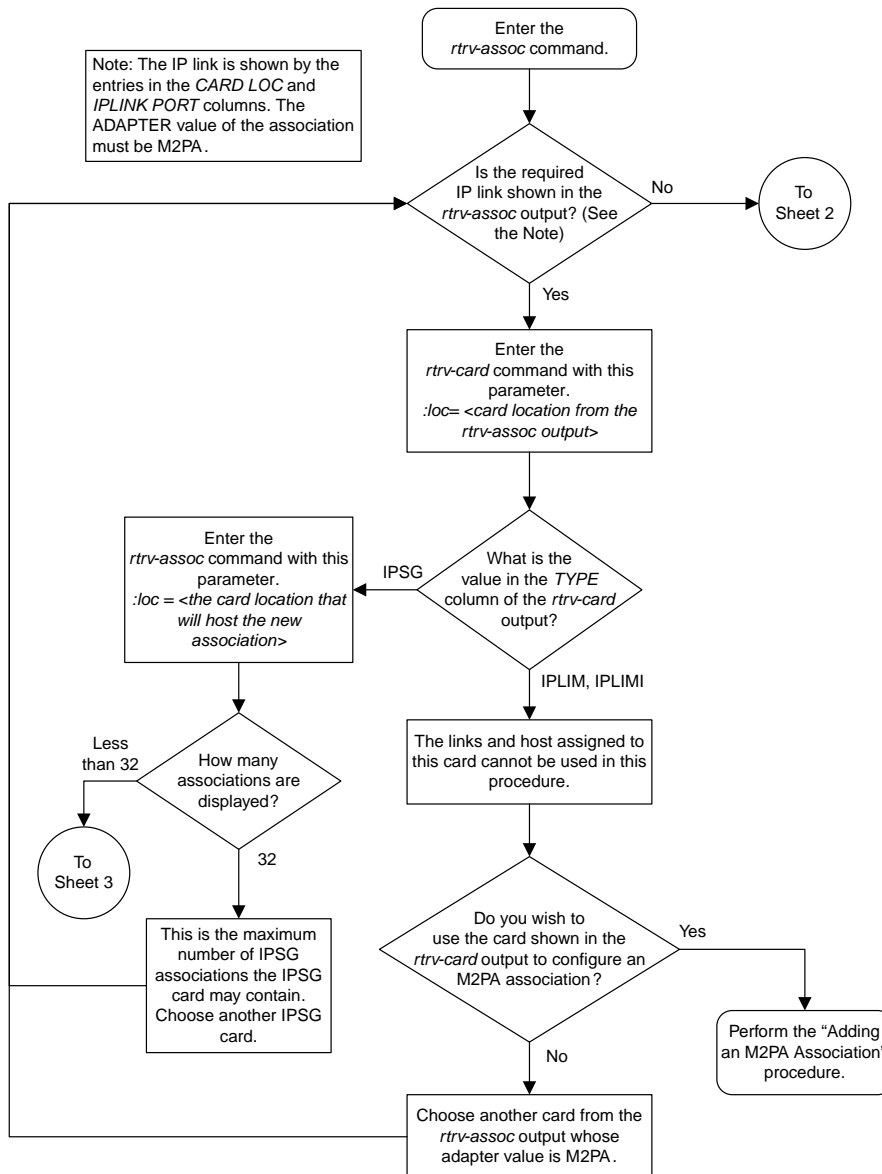 Enter the
rtrv-assoc command.
Note: The IP link is shown by the
entries in the CARD LOC and
IPLINK PORT columns. The
ADAPTER value of the association
must be M2PA .
Is the required
IP link shown in the
rtrv-assoc output? (See
the Note)
No
To
Sheet 2
Yes
Enter the
rtrv-card command with this
parameter.
:loc= <card location from the
rtrv-assoc output>
What is the
value in the TYPE
column of the rtrv-card
output?
IPSG
Enter the
rtrv-assoc command with this
parameter.
:loc = <the card location that
will host the new
association>
IPLIM, IPLIMI
How many
associations are
displayed?
Less
than 32
To
Sheet 3
32
This is the maximum
number of IPSG
associations the IPSG
card may contain.
Choose another IPSG
card.
The links and host assigned to
this card cannot be used in this
procedure.
Do you wish to
use the card shown in the
rtrv-card output to configure an
M2PA association ?
Yes
Perform the “Adding
an M2PA Association”
procedure.
No
Choose another card from the
rtrv-assoc output whose
adapter value is M2PA.